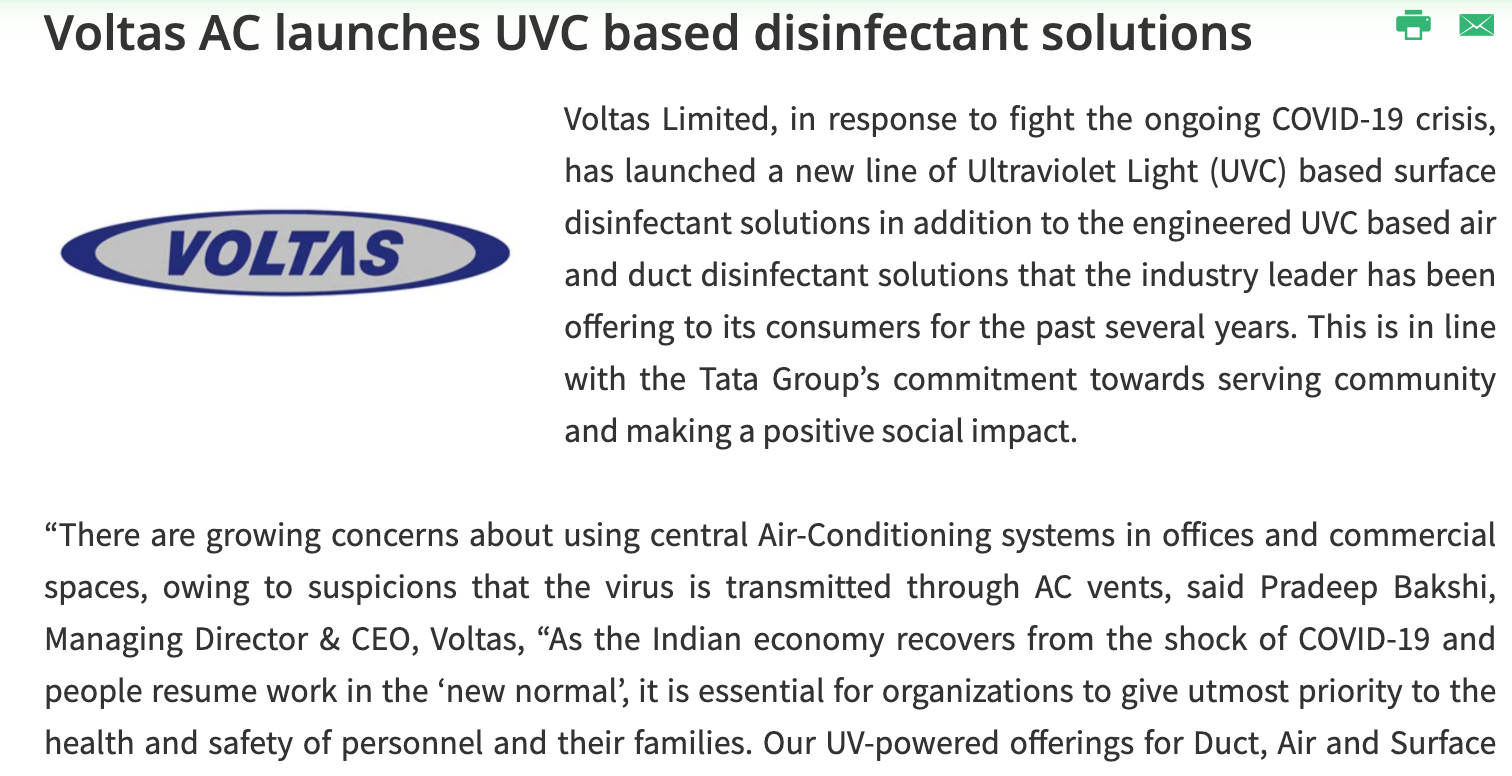 Voltas AC launches UVC based disinfectant solutions
VOLTAS
Voltas Limited, in response to fight the ongoing COVID-19 crisis,
has launched a new line of Ultraviolet Light (UVC) based surface
disinfectant solutions in addition to the engineered UVC based air
and duct disinfectant solutions that the industry leader has been
offering to its consumers for the past several years. This is in line
with the Tata Group’s commitment towards serving community
and making a positive social impact.
“There are growing concerns about using central Air-Conditioning systems in offices and commercial
spaces, owing to suspicions that the virus is transmitted through AC vents, said Pradeep Bakshi,
Managing Director & CEO, Voltas, “As the Indian economy recovers from the shock of COVID-19 and
people resume work in the ‘new normal’, it is essential for organizations to give utmost priority to the
health and safety of personnel and their families. Our UV-powered offerings for Duct, Air and Surface